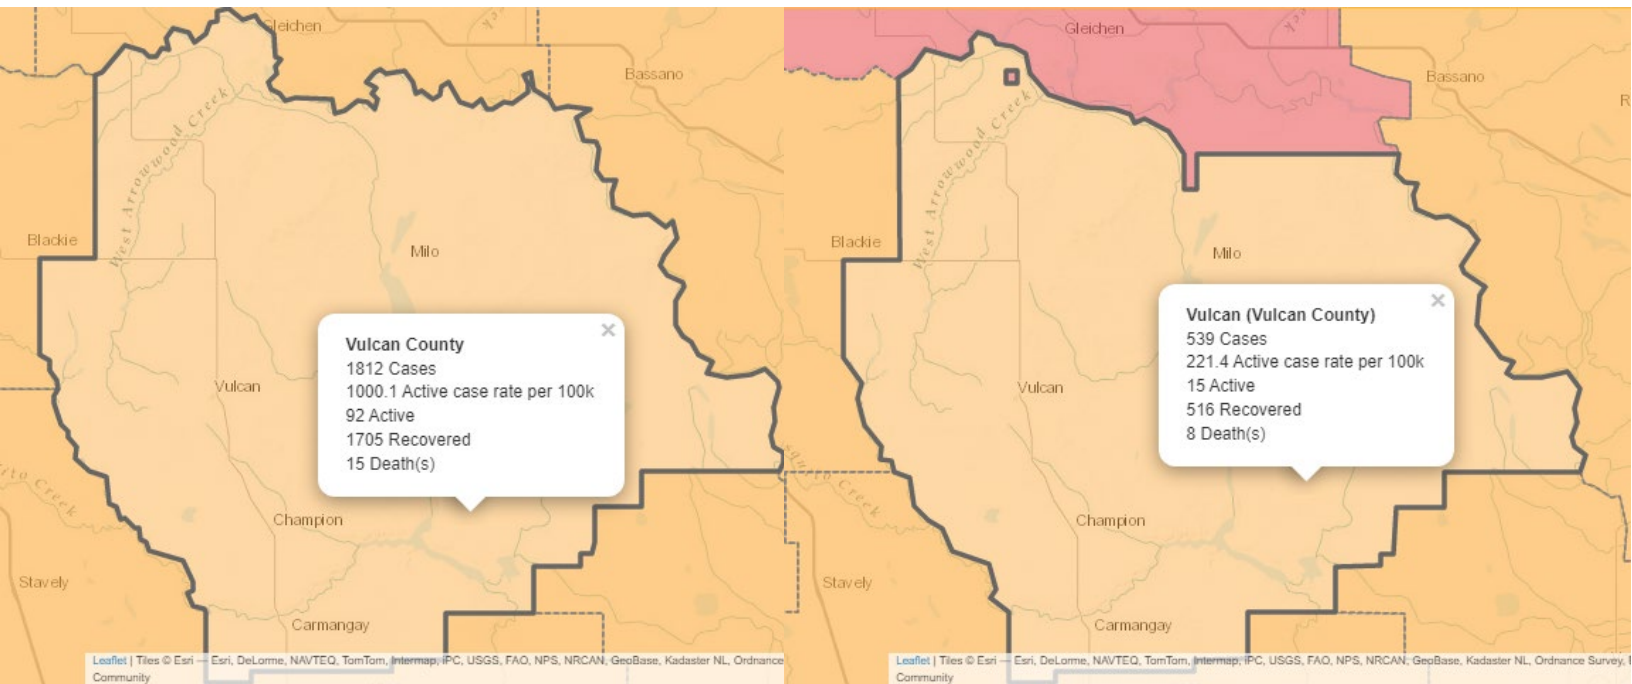 Gleichen
Bassano
West Arrowwood Creek
Blackie
Milo
Vulcan County
1812 Cases
1000.1 Active case rate per 100k
92 Active
1705 Recovered
15 Death(s)
×
Vulcan
Champion
Stavely
Carmangay
Leaflet | Tiles © Esri — Esri, DeLorme, NAVTEQ, TomTom, Intermap, iPC, USGS, FAO, NPS, NRCAN, GeoBase, Kadaster NL, Ordnance
Community
Gleichen
Bassano
R
West Arrowwood Creek
Blackie
Milo
Vulcan (Vulcan County)
539 Cases
221.4 Active case rate per 100k
15 Active
516 Recovered
8 Death(s)
×
Vulcan
Creek
Champion
Stavely
Carmangay
Leaflet | Tiles © Esri — Esri, DeLorme, NAVTEQ, TomTom, Intermap, iPC, USGS, FAO, NPS, NRCAN, GeoBase, Kadaster NL, Ordnance Survey,
Community